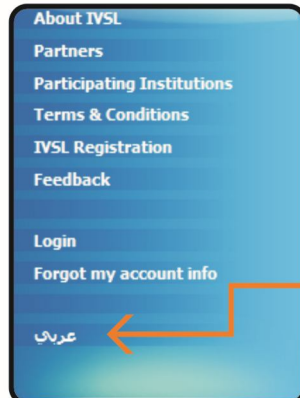 About IVSL
Partners
Participating Institutions
Terms & Conditions
IVSL Registration
Feedback
Login
Forgot my account info
عربي